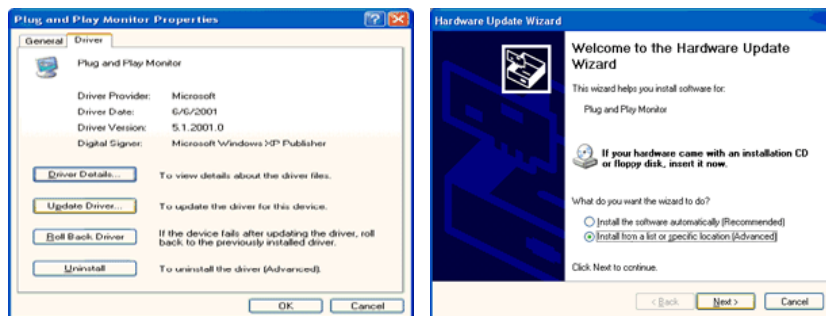 Plug and Play Monitor Properties
General Driver
Plug and Play Monitor
Driver Provider: Microsoft
Driver Date: 6/6/2001
Driver Version: 5.1.2001.0
Digital Signer: Microsoft Windows XP Publisher
Driver Details... To view details about the driver files.
Update Driver... To update the driver for this device.
Roll Back Driver If the device fails after updating the driver, roll
back to the previously installed driver.
Uninstall To uninstall the driver (Advanced).
OK Cancel
Hardware Update Wizard
Welcome to the Hardware Update
Wizard
This wizard helps you install software for:
Plug and Play Monitor
If your hardware came with an installation CD
or floppy disk, insert it now.
What do you want the wizard to do?
Install the software automatically (Recommended)
Install from a list or specific location (Advanced)
Click Next to continue.
< Back Next > Cancel